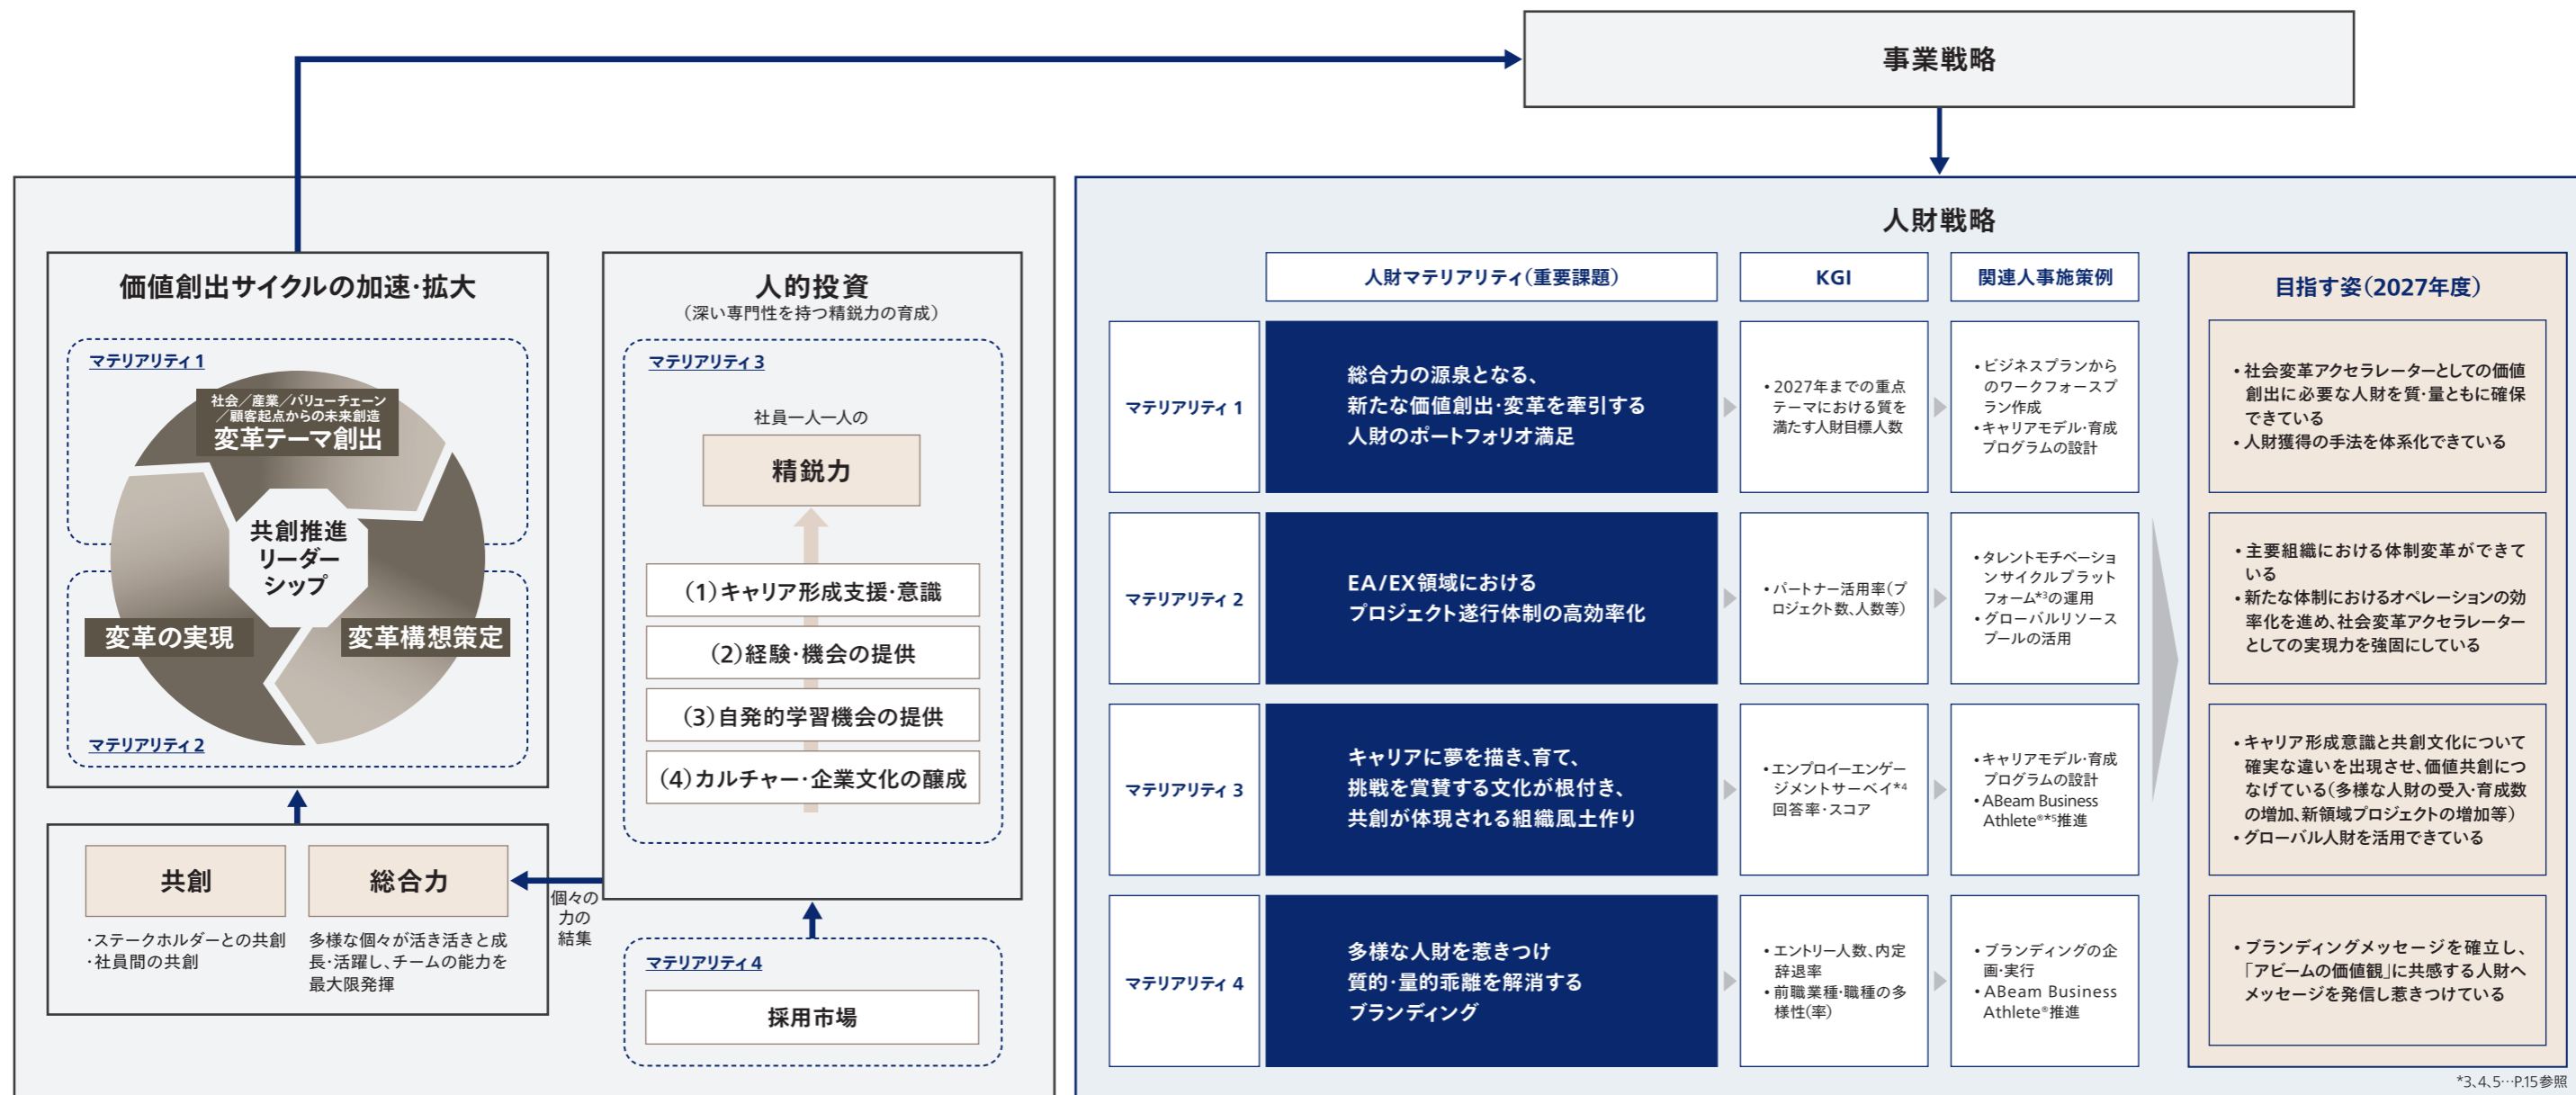 事業戦略
価値創出サイクルの加速・拡大
マテリアリティ1
社会／産業／バリューチェーン
／顧客起点からの未来創造
変革テーマ創出
共創推進
リーダー
シップ
変革の実現
変革構想策定
マテリアリティ2
共創
・ステークホルダーとの共創
・社員間の共創
総合力
多様な個々が活き活きと成
長・活躍し、チームの能力を
最大限発揮
個々の
力の
結集
人的投資
（深い専門性を持つ精鋭力の育成）
マテリアリティ3
社員一人一人の
精鋭力
（1）キャリア形成支援・意識
（2）経験・機会の提供
（3）自発的学習機会の提供
（4）カルチャー・企業文化の醸成
マテリアリティ4
採用市場
人財戦略
人財マテリアリティ（重要課題）
KGI
関連人事施策例
目指す姿（2027年度）
マテリアリティ 1
総合力の源泉となる、
新たな価値創出・変革を牽引する
人財のポートフォリオ満足
• 2027年までの重点
テーマにおける質を
満たす人財目標人数
• ビジネスプランから
のワークフォースプ
ラン作成
• キャリアモデル・育成
プログラムの設計
• 社会変革アクセラレーターとしての価値
創出に必要な人財を質・量ともに確保
できている
• 人財獲得の手法を体系化できている
マテリアリティ 2
EA/EX領域における
プロジェクト遂行体制の高効率化
• パートナー活用率（プ
ロジェクト数、人数等）
• タレントモチベーショ
ンサイクルプラット
フォーム*3の運用
• グローバルリソース
プールの活用
• 主要組織における体制変革ができて
いる
• 新たな体制におけるオペレーションの効
率化を進め、社会変革アクセラレーター
としての実現力を強固にしている
マテリアリティ 3
キャリアに夢を描き、育て、
挑戦を賞賛する文化が根付き、
共創が体現される組織風土作り
• エンプロイーエンゲー
ジメントサーベイ*4
回答率・スコア
• キャリアモデル・育成
プログラムの設計
• ABeam Business
Athlete®*5推進
• キャリア形成意識と共創文化について
確実な違いを出現させ、価値共創につ
なげている（多様な人財の受入・育成数
の増加、新領域プロジェクトの増加等）
• グローバル人財を活用できている
マテリアリティ 4
多様な人財を惹きつけ
質的・量的乖離を解消する
ブランディング
• エントリー人数、内定
辞退率
• 前職業種・職種の多
様性（率）
• ブランディングの企
画・実行
• ABeam Business
Athlete®推進
• ブランディングメッセージを確立し、
「アビームの価値観」に共感する人財へ
メッセージを発信し惹きつけている
*3、4、5…P.15参照